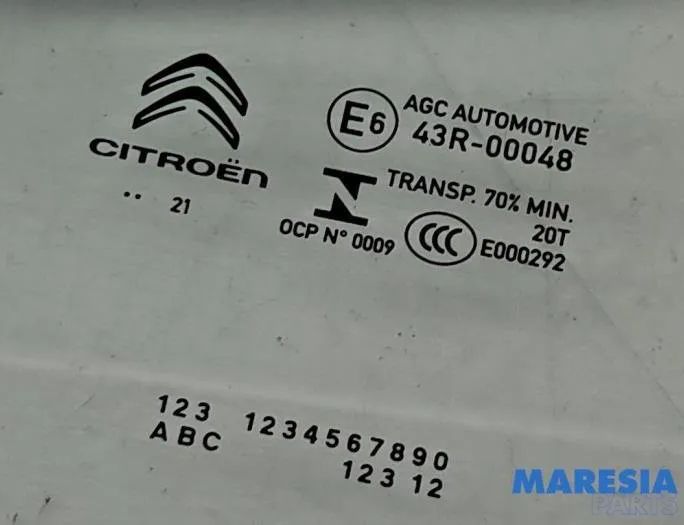 CITROËN
·· 21
E6
AGC AUTOMOTIVE
43R-00048
TRANSP. 70% MIN.
20T
OCP N° 0009
CCC
E000292
123 1234567890
ABC 123 12
MARESIA
PARTS